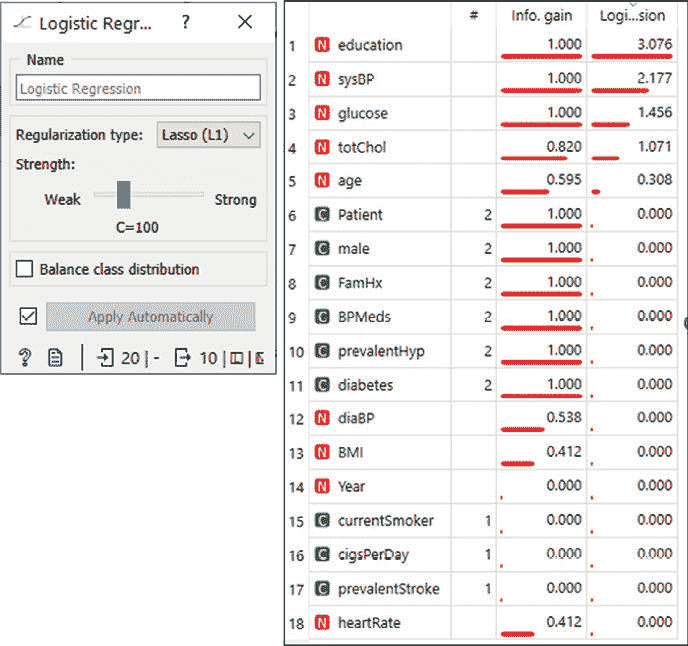 Logistic Regr... ? ×
Name
Logistic Regression
Regularization type: Lasso (L1)
Strength:
Weak Strong
C=100
Balance class distribution
Apply Automatically
? 20 | - 10 |
# Info. gain Logi...sion
1 N education 1.000 3.076
2 N sysBP 1.000 2.177
3 N glucose 1.000 1.456
4 N totChol 0.820 1.071
5 N age 0.595 0.308
6 C Patient 2 1.000 0.000
7 C male 2 1.000 0.000
8 C FamHx 2 1.000 0.000
9 C BPMeds 2 1.000 0.000
10 C prevalentHyp 2 1.000 0.000
11 C diabetes 2 1.000 0.000
12 N diaBP 0.538 0.000
13 N BMI 0.412 0.000
14 N Year 0.000 0.000
15 C currentSmoker 1 0.000 0.000
16 C cigsPerDay 1 0.000 0.000
17 C prevalentStroke 1 0.000 0.000
18 N heartRate 0.412 0.000